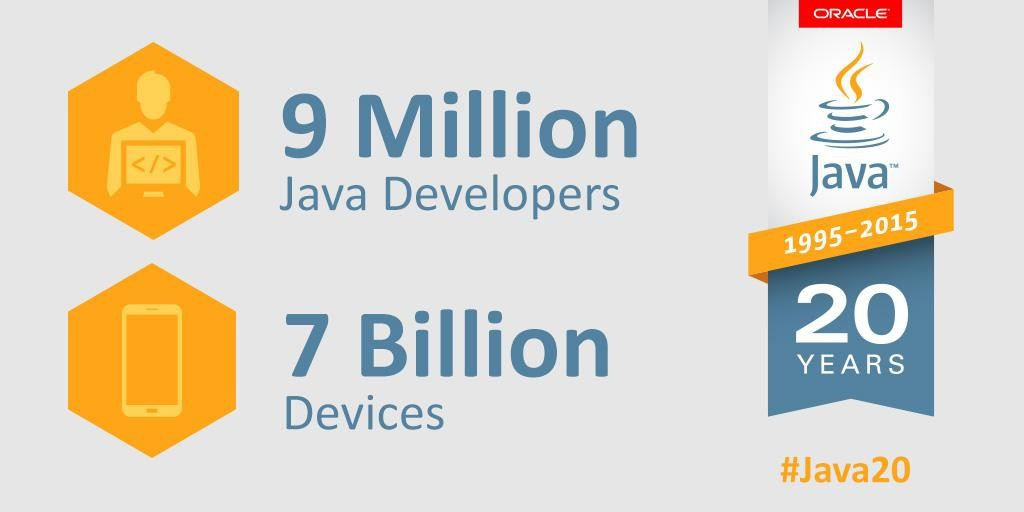 </>
9 Million
Java Developers
7 Billion
Devices
ORACLE®
Java™
1995-2015
20
YEARS
#Java20